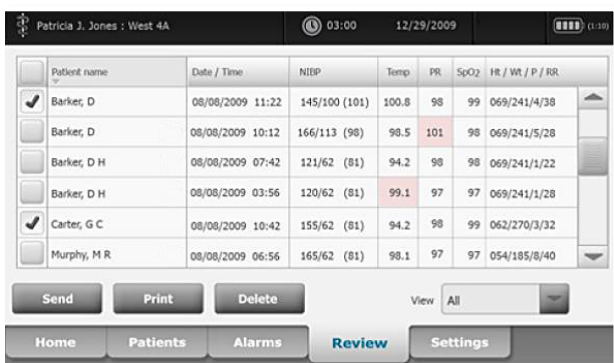 Patricia J. Jones : West 4A 03:00 12/29/2009 (1:10)
Patient name Date / Time NIBP Temp PR SpO2 Ht / Wt / P / RR
Barker, D 08/08/2009 11:22 145/100 (101) 100.8 98 99 069/241/4/38
Barker, D 08/08/2009 10:12 166/113 (98) 98.5 101 98 069/241/5/28
Barker, D H 08/08/2009 07:42 121/62 (81) 94.2 98 98 069/241/1/22
Barker, D H 08/08/2009 03:56 120/62 (81) 99.1 97 97 069/241/1/28
Carter, G C 08/08/2009 10:42 155/62 (81) 94.2 98 99 062/270/3/32
Murphy, M R 08/08/2009 06:56 165/62 (81) 98.1 97 97 054/185/8/40
Send Print Delete View All
Home Patients Alarms Review Settings